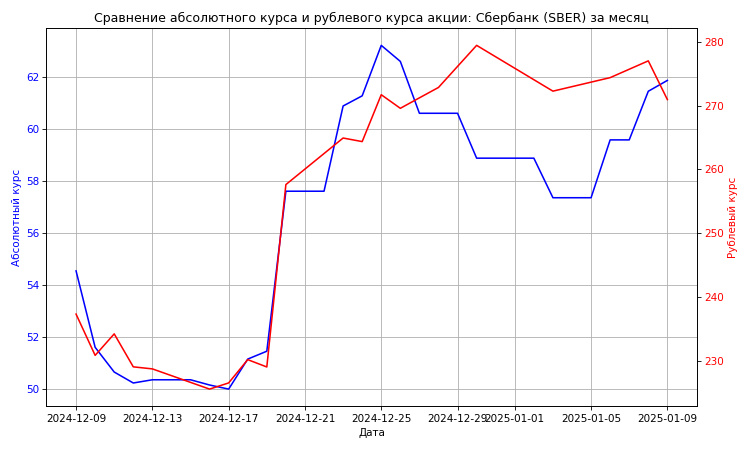 Сравнение абсолютного курса и рублевого курса акции: Сбербанк (SBER) за месяц
Абсолютный курс
62
60
58
56
54
52
50
280
270
260
250
240
230
Рублевый курс
2024-12-09 2024-12-13 2024-12-17 2024-12-21 2024-12-25 2024-12-29 2025-01-01 2025-01-05 2025-01-09
Дата